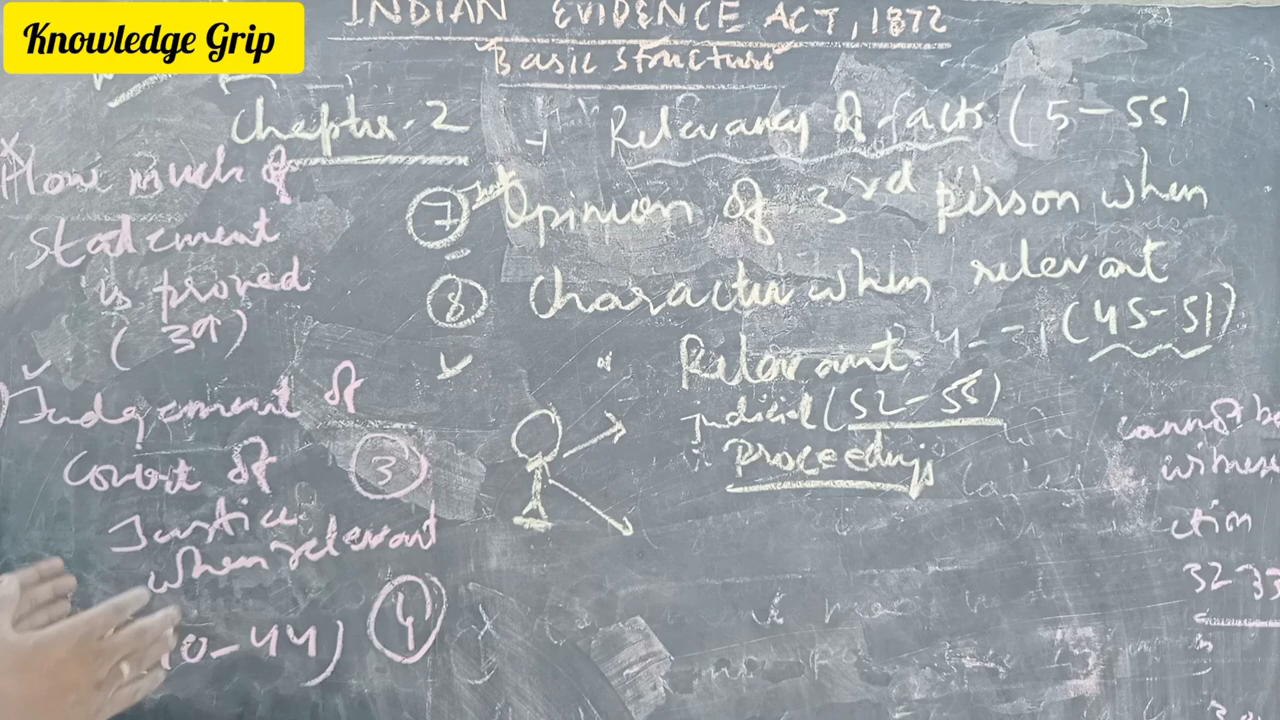 Knowledge Grip
INDIAN EVIDENCE ACT, 1872
Basic Structure
Chapter-2 → Relevancy of facts (5-55)
How much of
statement
is proved
(39)
Judgement of
Court of
Justice
when relevant
0-44)
3
4
7 Opinion of 3rd person when
8 Character when relevant
(45-51)
" Relevant
judicial (52-55)
Proceedings
cannot be
witness
ction
32-33